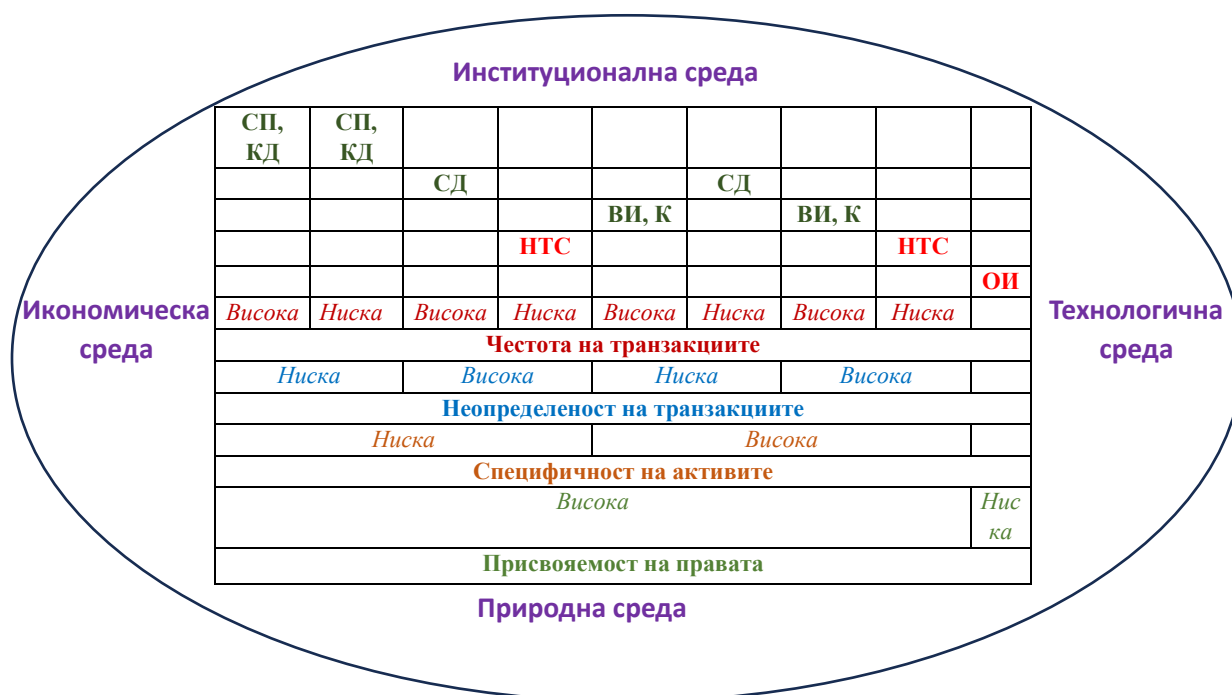 Институционална среда
СП, СП,
КД КД
СД СД
ВИ, К ВИ, К
НТС НТС
ОИ
Икономическа среда
Висока Ниска Висока Ниска Висока Ниска Висока Ниска
Технологична среда
Честота на транзакциите
Ниска Висока Ниска Висока
Неопределеност на транзакциите
Ниска Висока
Специфичност на активите
Висока Нис
ка
Присвояемост на правата
Природна среда